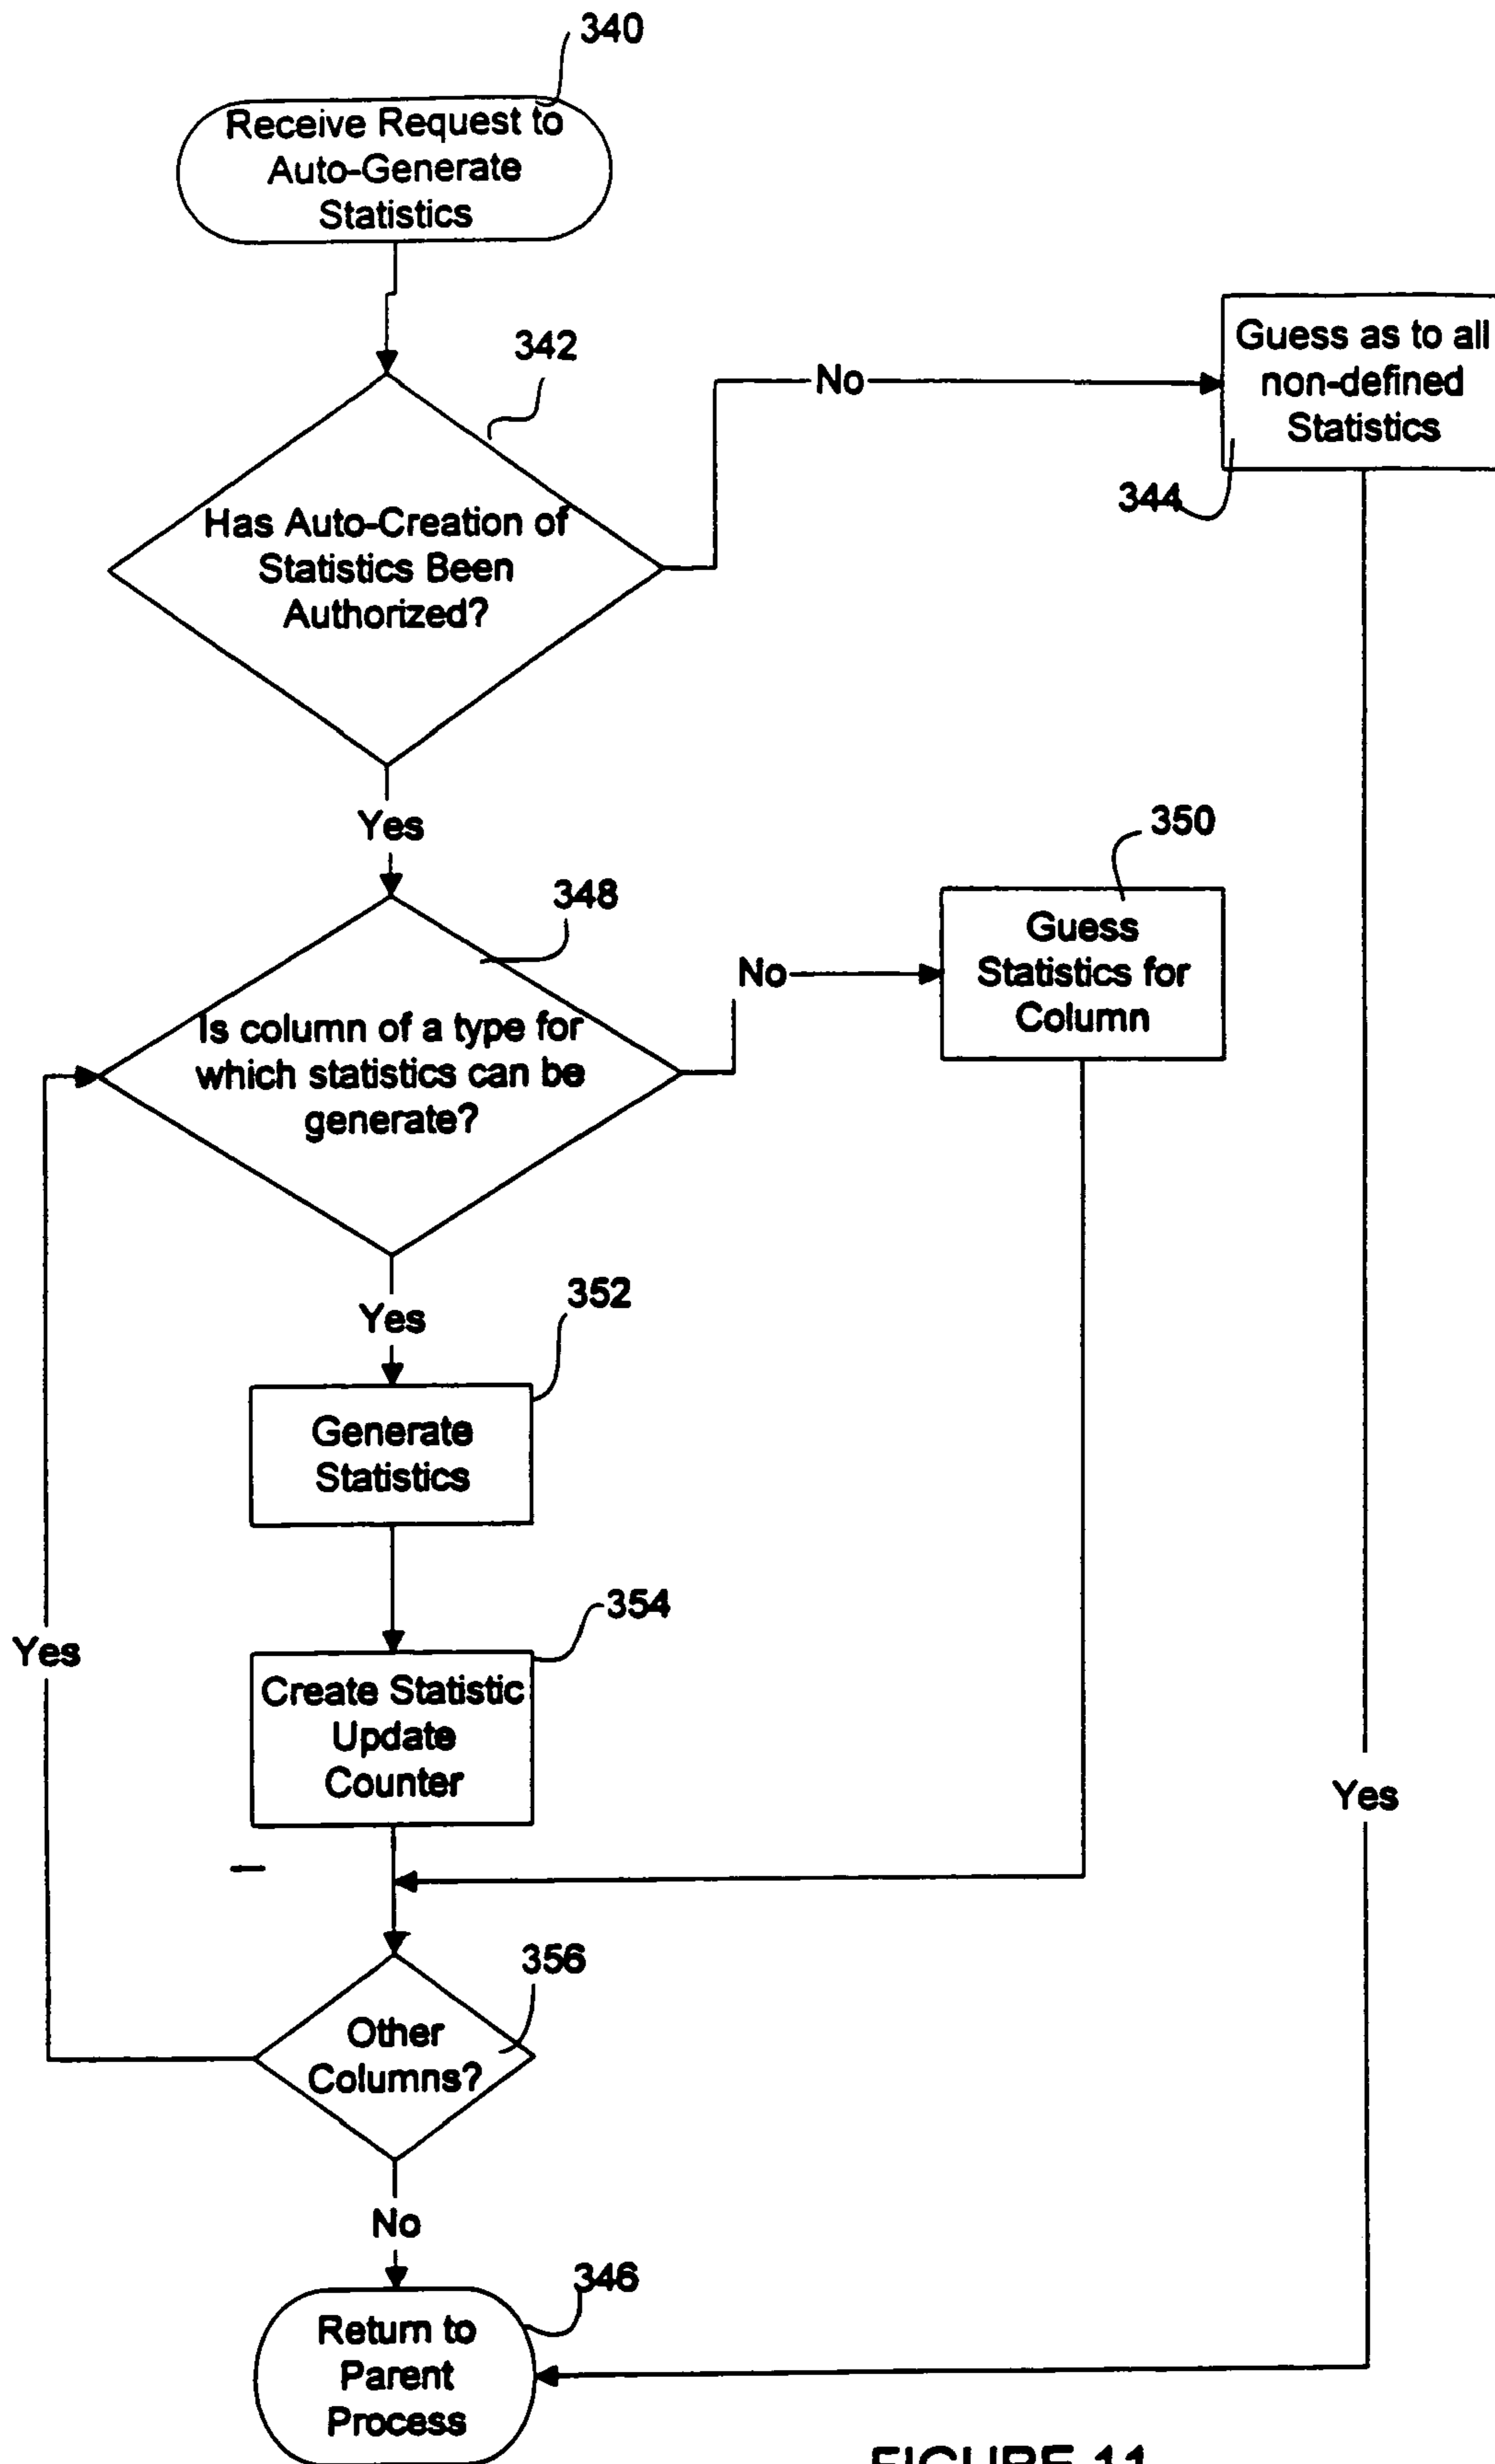 340
Receive Request to
Auto-Generate
Statistics
342
No
Guess as to all
non-defined
Statistics
344
Has Auto-Creation of
Statistics Been
Authorized?
Yes
350
348
Guess
Statistics for
Column
No
Is column of a type for
which statistics can be
generate?
352
Yes
Generate
Statistics
354
Yes
Create Statistic
Update
Counter
Yes
356
Other
Columns?
No
346
Return to
Parent
Process
FIGURE 11